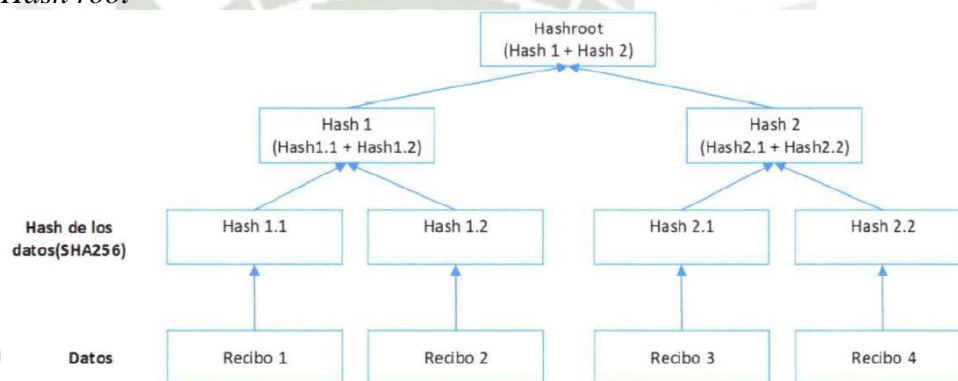 Hash root
Hashroot
(Hash 1 + Hash 2)
Hash 1
(Hash1.1 + Hash1.2)
Hash 2
(Hash2.1 + Hash2.2)
Hash de los
datos(SHA256)
Hash 1.1
Hash 1.2
Hash 2.1
Hash 2.2
Datos
Recibo 1
Recibo 2
Recibo 3
Recibo 4